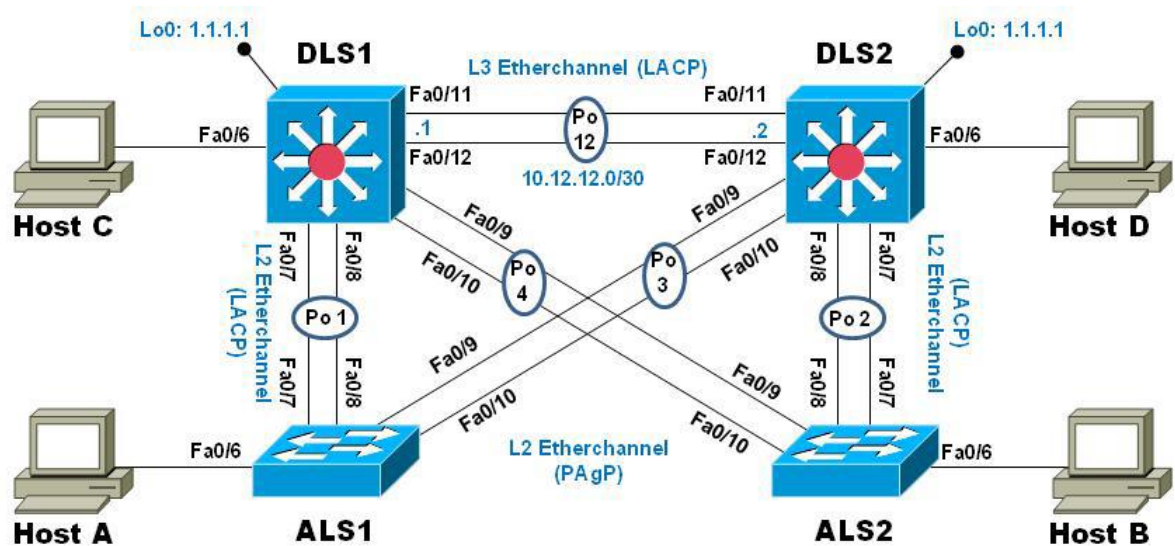 Lo0: 1.1.1.1
Lo0: 1.1.1.1
DLS1
DLS2
L3 Etherchannel (LACP)
Fa0/11
Fa0/11
Fa0/6
.1
Po
12
.2
Fa0/6
Fa0/12
Fa0/12
10.12.12.0/30
Host C
Host D
Fa0/9
Fa0/9
Fa0/10
Fa0/10
Fa0/7
Fa0/8
Po
4
Po
3
Fa0/8
Fa0/7
L2 Etherchannel
(LACP)
Po 1
Po 2
L2 Etherchannel
(LACP)
Fa0/7
Fa0/8
Fa0/9
Fa0/10
Fa0/9
Fa0/10
Fa0/8
Fa0/7
L2 Etherchannel
(PAgP)
Fa0/6
Fa0/6
Host A
ALS1
ALS2
Host B